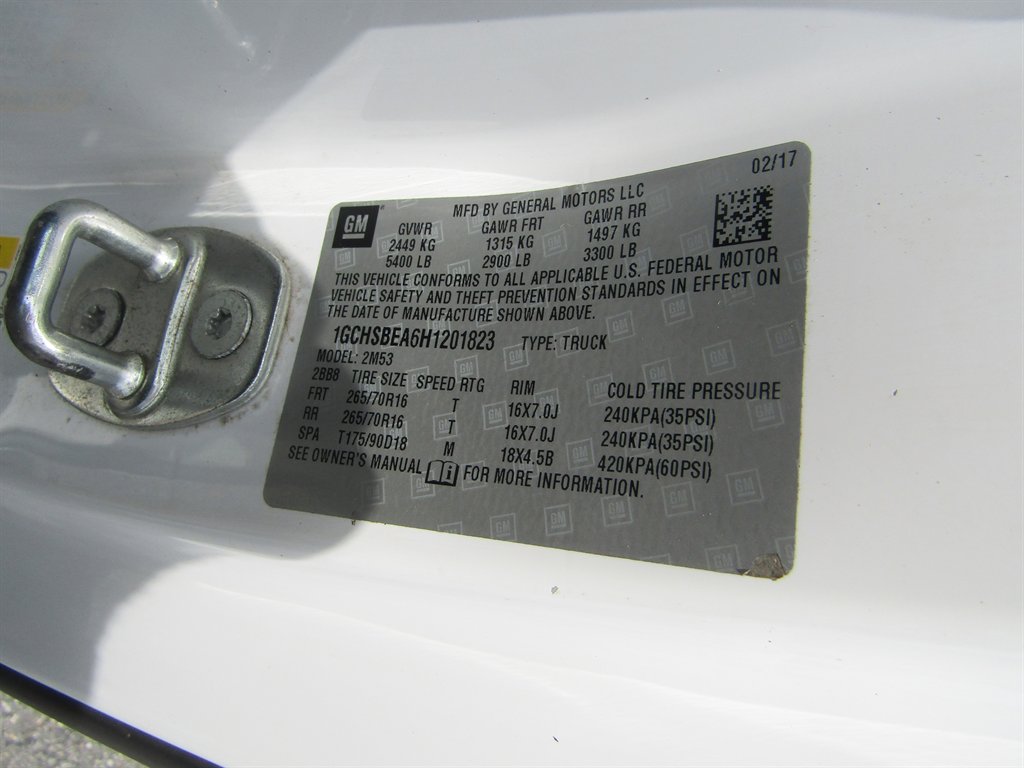 02/17
GM
MFD BY GENERAL MOTORS LLC
GVWR GAWR FRT GAWR RR
2449 KG 1315 KG 1497 KG
5400 LB 2900 LB 3300 LB
THIS VEHICLE CONFORMS TO ALL APPLICABLE U.S. FEDERAL MOTOR
VEHICLE SAFETY AND THEFT PREVENTION STANDARDS IN EFFECT ON
THE DATE OF MANUFACTURE SHOWN ABOVE.
1GCHSBEA6H1201823 TYPE: TRUCK
MODEL: 2M53
2BB8 TIRE SIZE SPEED RTG RIM COLD TIRE PRESSURE
FRT 265/70R16 T 16X7.0J 240KPA(35PSI)
RR 265/70R16 T 16X7.0J 240KPA(35PSI)
SPA T175/90D18 M 18X4.5B 420KPA(60PSI)
SEE OWNER'S MANUAL FOR MORE INFORMATION.